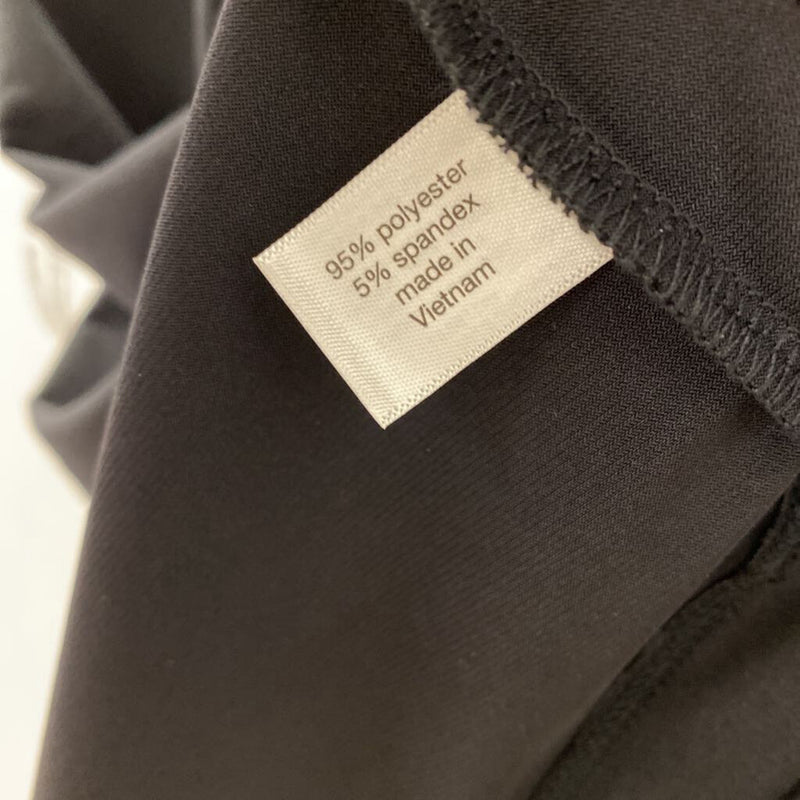 95% polyester
5% spandex
made in
Vietnam